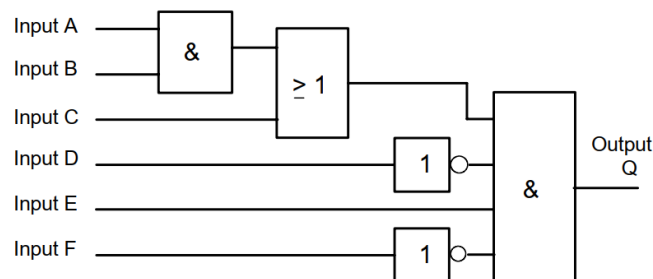 Input A
Input B
&
≥ 1
Input C
Input D
1
Output
Q
Input E
&
Input F
1